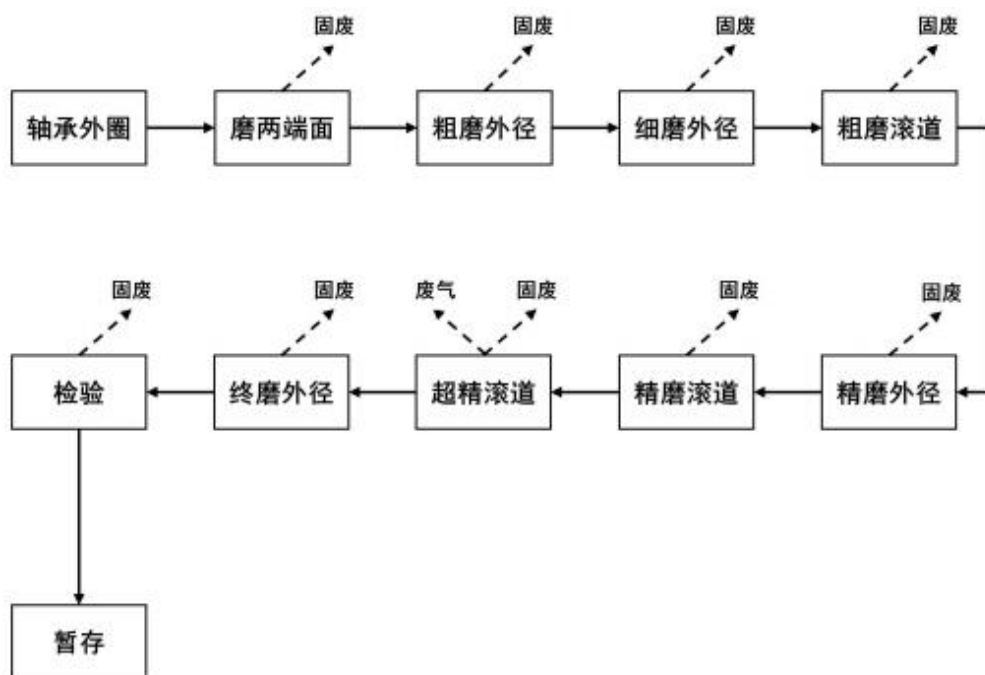 固废 固废 固废 固废
轴承外圈 磨两端面 粗磨外径 细磨外径 粗磨滚道
固废 固废 废气 固废 固废 固废
检验 终磨外径 超精滚道 精磨滚道 精磨外径
暂存